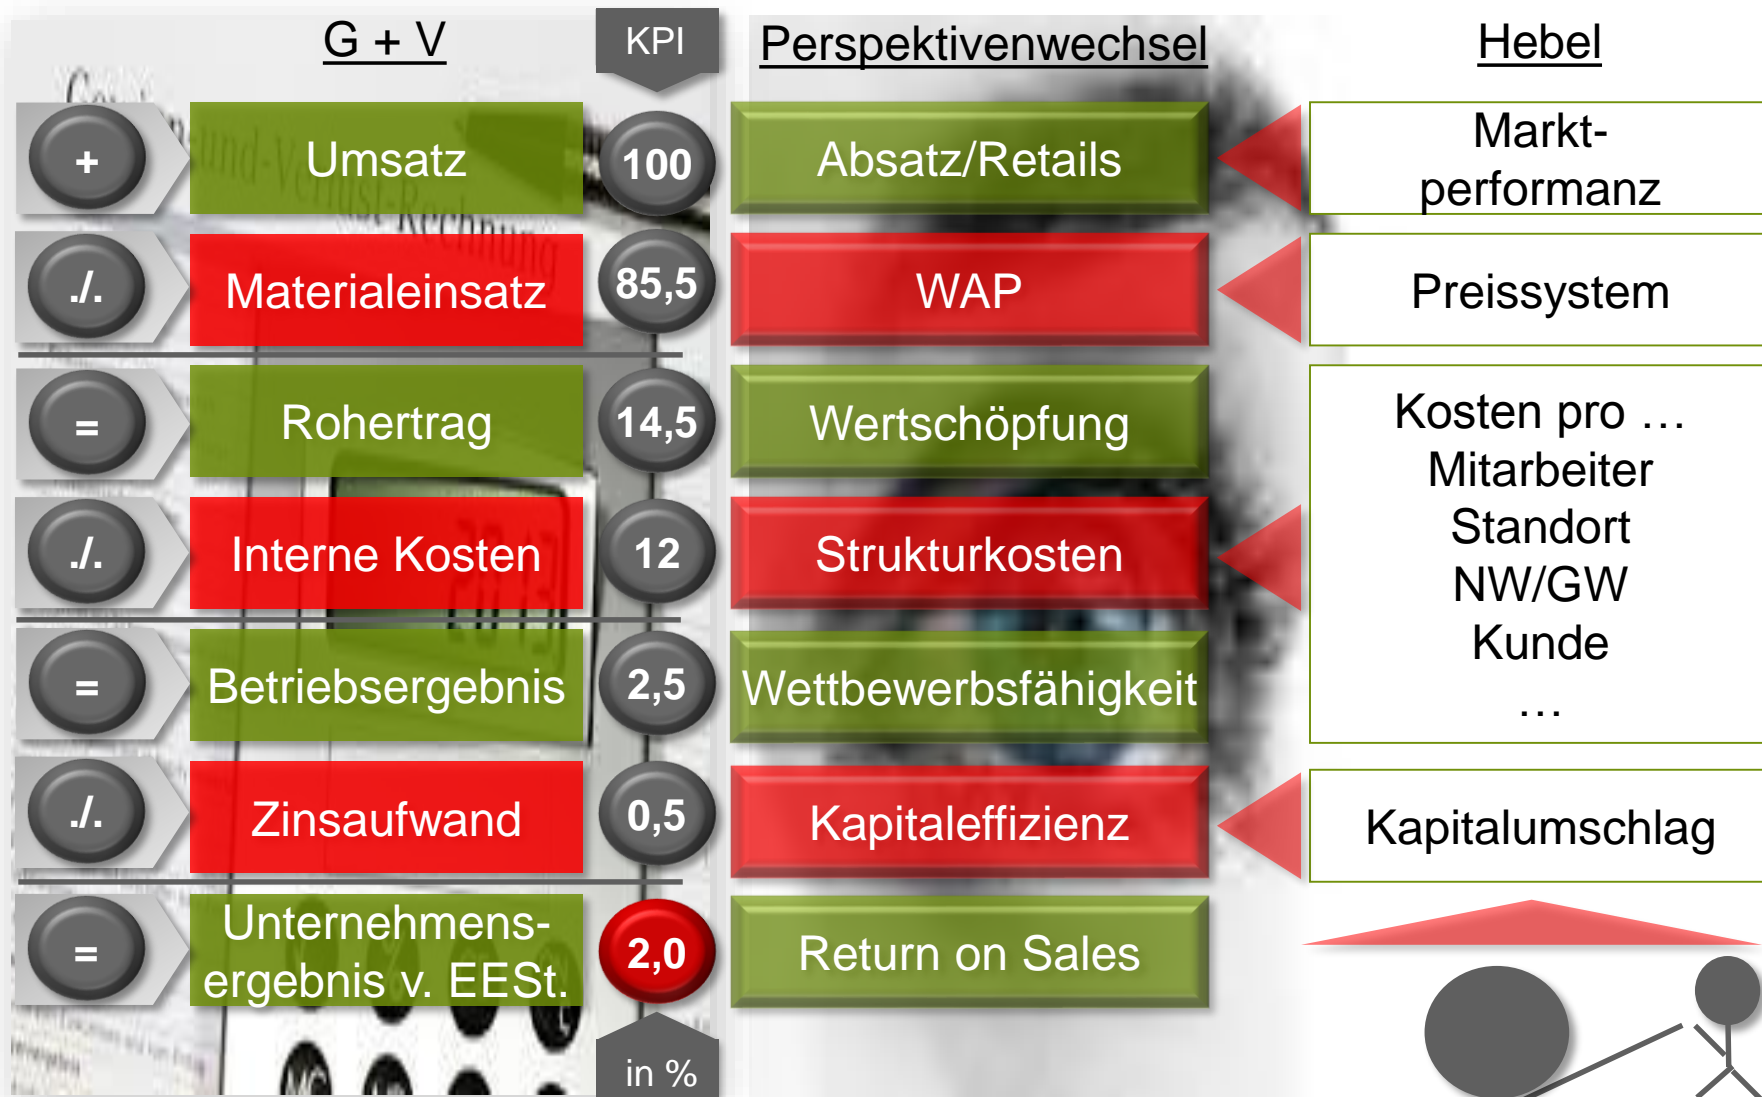 G + V
KPI
Perspektivenwechsel
Hebel
+
Umsatz
100
Absatz/Retails
Markt-
performanz
./.
Materialeinsatz
85,5
WAP
Preissystem
=
Rohertrag
14,5
Wertschöpfung
Kosten pro …
Mitarbeiter
Standort
NW/GW
Kunde
…
./.
Interne Kosten
12
Strukturkosten
=
Betriebsergebnis
2,5
Wettbewerbsfähigkeit
./.
Zinsaufwand
0,5
Kapitaleffizienz
Kapitalumschlag
=
Unternehmens-
ergebnis v. EESt.
2,0
Return on Sales
in %